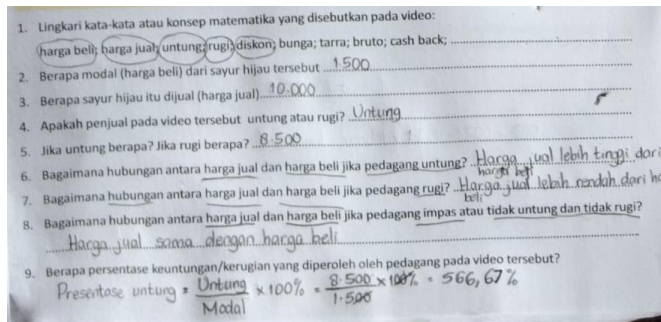 1. Lingkari kata-kata atau konsep matematika yang disebutkan pada video:
harga beli; harga jual; untung; rugi; diskon; bunga; tarra; bruto; cash back;
2. Berapa modal (harga beli) dari sayur hijau tersebut 1.500
3. Berapa sayur hijau itu dijual (harga jual) 10.000
4. Apakah penjual pada video tersebut untung atau rugi? Untung
5. Jika untung berapa? Jika rugi berapa? 8.500
6. Bagaimana hubungan antara harga jual dan harga beli jika pedagang untung? Harga jual lebih tinggi dari
harga beli
7. Bagaimana hubungan antara harga jual dan harga beli jika pedagang rugi? Harga jual lebih rendah dari ha
beli
8. Bagaimana hubungan antara harga jual dan harga beli jika pedagang impas atau tidak untung dan tidak rugi?
Harga jual sama dengan harga beli
9. Berapa persentase keuntungan/kerugian yang diperoleh oleh pedagang pada video tersebut?
Presentase untung = Untung / Modal × 100% = 8.500 / 1.500 × 100% = 566,67%